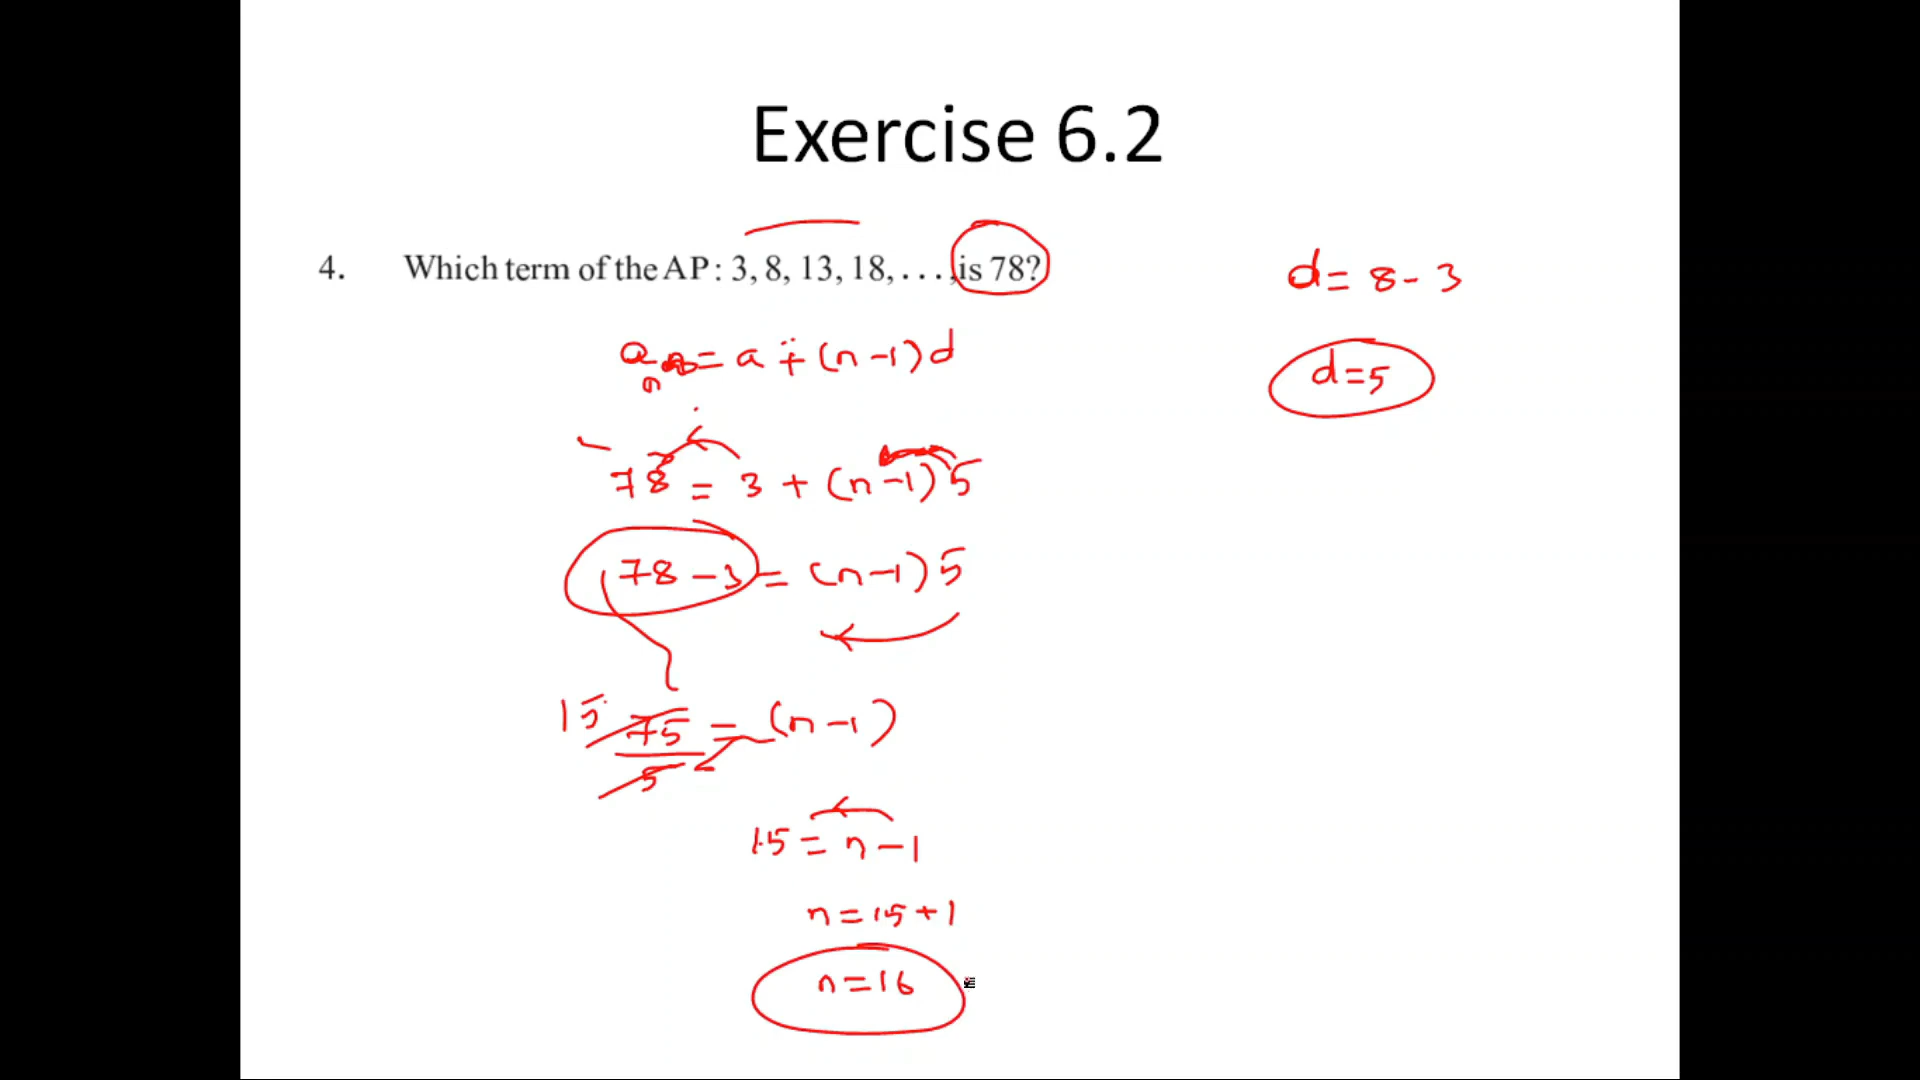 Exercise 6.2
4. Which term of the AP : 3, 8, 13, 18, . . . ,is 78?
d = 8 - 3
d = 5
an = a + (n-1)d
78 = 3 + (n-1)5
78 - 3 = (n-1)5
15 75/5 = (n-1)
15 = n-1
n = 15 + 1
n = 16